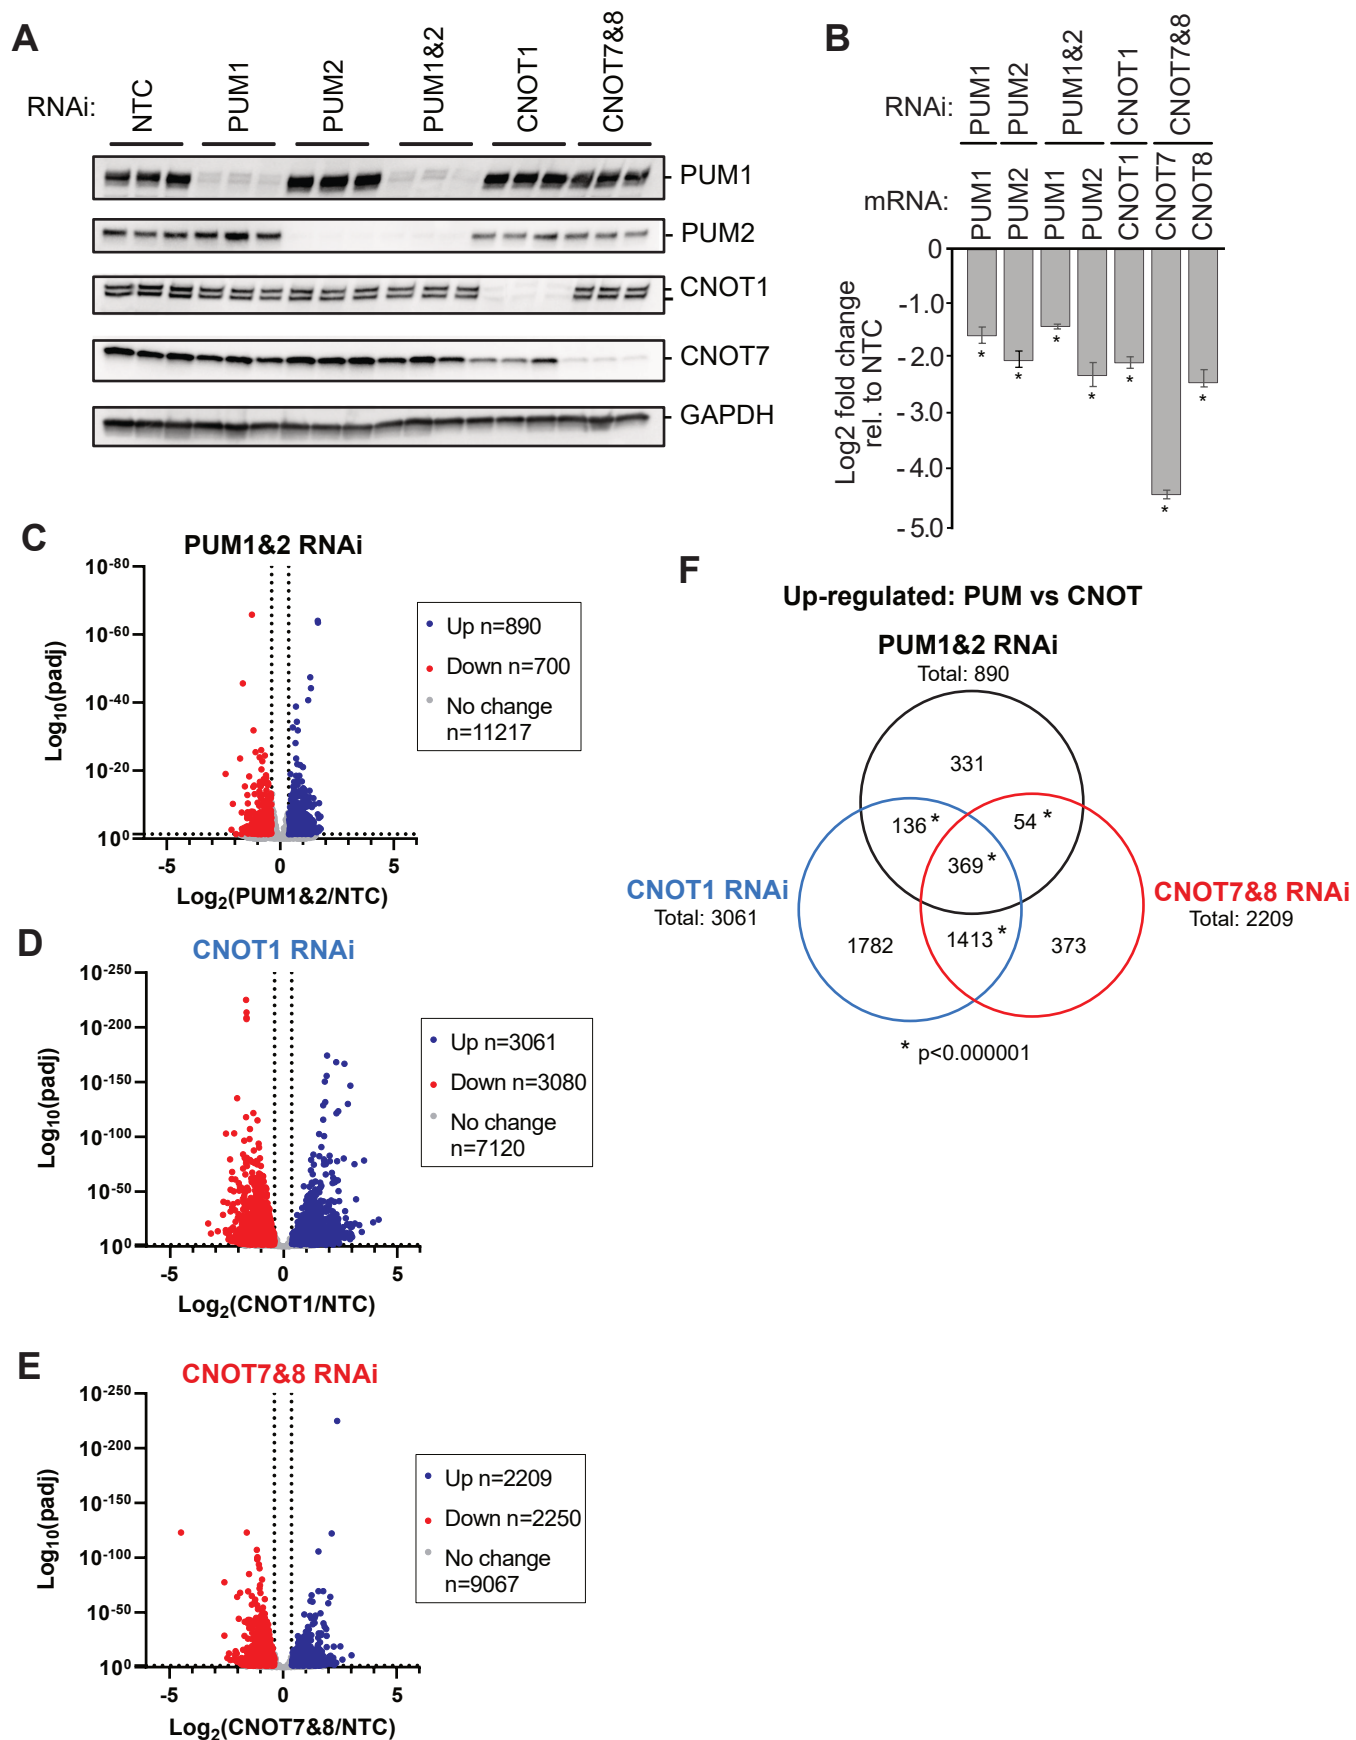 A
RNAi:
NTC
PUM1
PUM2
PUM1&2
CNOT1
CNOT7&8
PUM1
PUM2
CNOT1
CNOT7
GAPDH
B
RNAi:
PUM1
PUM2
PUM1&2
CNOT1
CNOT7&8
mRNA:
PUM1
PUM2
PUM1
PUM2
CNOT1
CNOT7
CNOT8
Log2 fold change
rel. to NTC
0
-1.0
-2.0
-3.0
-4.0
-5.0
* * * * * * *
C
PUM1&2 RNAi
Log10(padj)
10-80
10-60
10-40
10-20
100
-5 0 5
Log2(PUM1&2/NTC)
Up n=890
Down n=700
No change
n=11217
D
CNOT1 RNAi
Log10(padj)
10-250
10-200
10-150
10-100
10-50
100
-5 0 5
Log2(CNOT1/NTC)
Up n=3061
Down n=3080
No change
n=7120
E
CNOT7&8 RNAi
Log10(padj)
10-250
10-200
10-150
10-100
10-50
100
-5 0 5
Log2(CNOT7&8/NTC)
Up n=2209
Down n=2250
No change
n=9067
F
Up-regulated: PUM vs CNOT
PUM1&2 RNAi
Total: 890
331
136 * 54 *
369 *
CNOT1 RNAi
Total: 3061
CNOT7&8 RNAi
Total: 2209
1782 1413 * 373
* p<0.000001